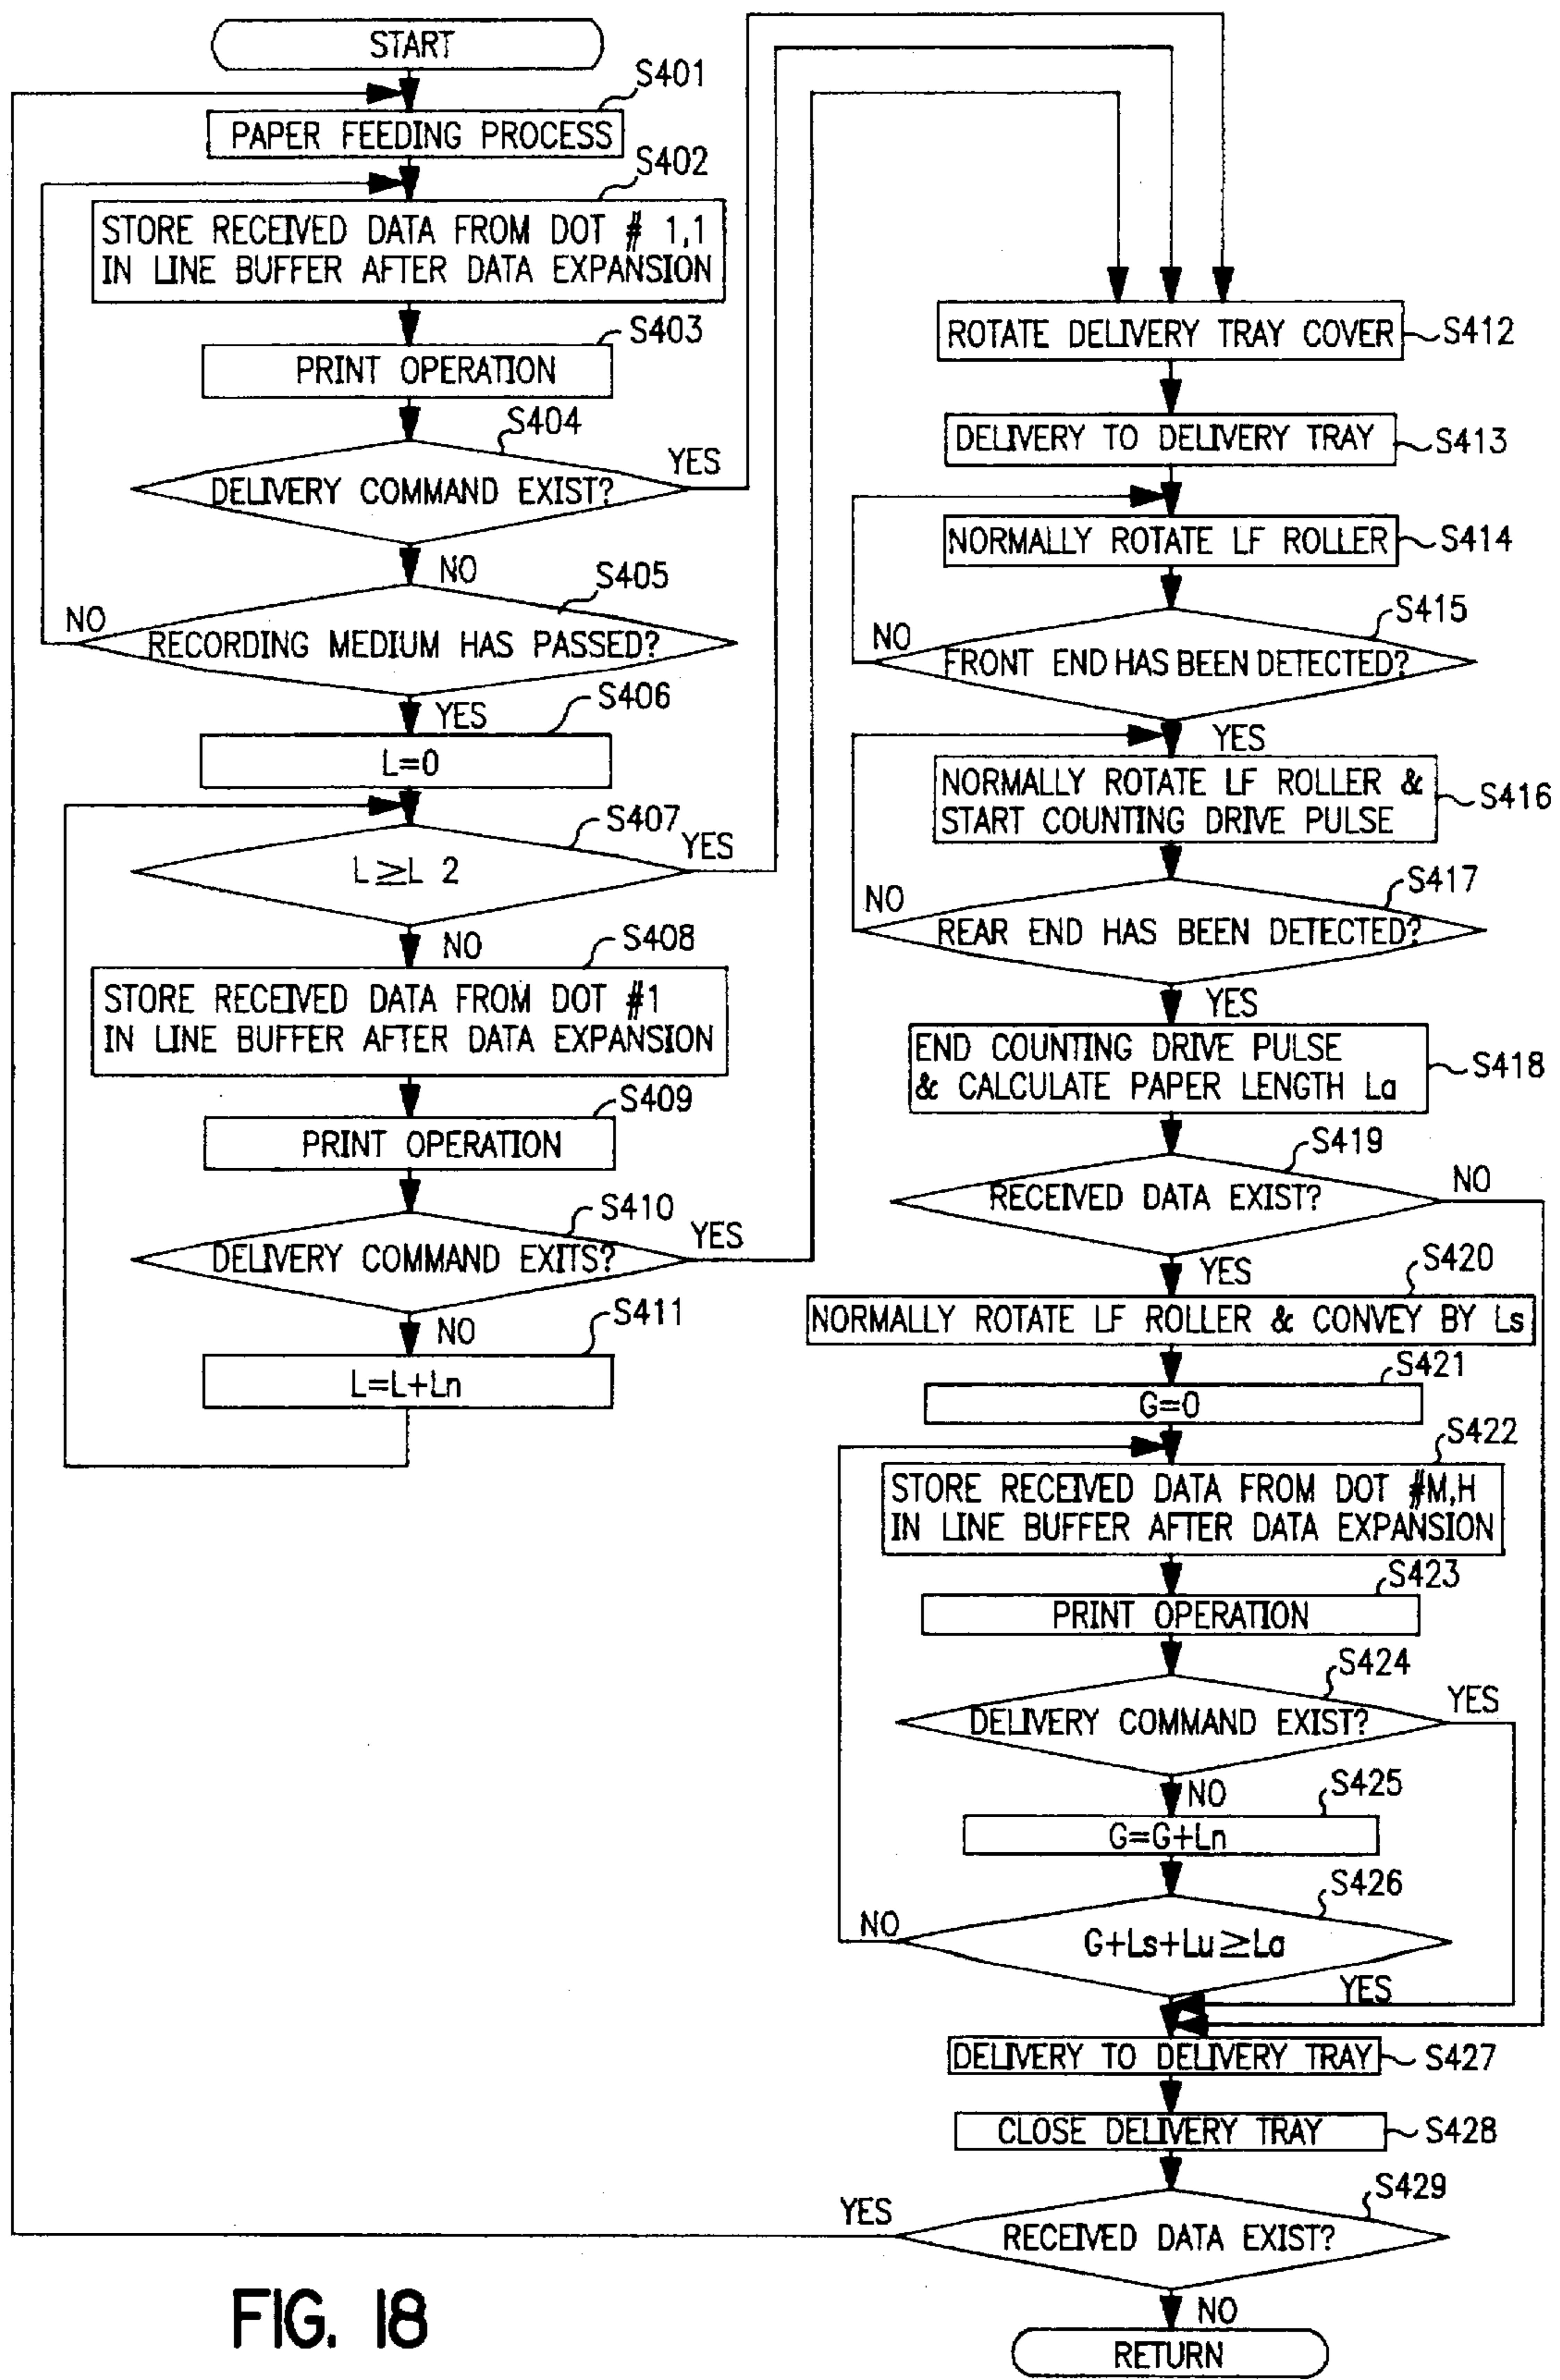 START
S401
PAPER FEEDING PROCESS
S402
STORE RECEIVED DATA FROM DOT # 1,1
IN LINE BUFFER AFTER DATA EXPANSION
S403
PRINT OPERATION
S404
YES
DELIVERY COMMAND EXIST?
NO
S405
NO
RECORDING MEDIUM HAS PASSED?
YES
S406
L=0
S407
YES
L≥L 2
NO
S408
STORE RECEIVED DATA FROM DOT #1
IN LINE BUFFER AFTER DATA EXPANSION
S409
PRINT OPERATION
S410
YES
DELIVERY COMMAND EXITS?
NO
S411
L=L+Ln
ROTATE DELIVERY TRAY COVER
S412
DELIVERY TO DELIVERY TRAY
S413
NORMALLY ROTATE LF ROLLER
S414
S415
NO
FRONT END HAS BEEN DETECTED?
YES
NORMALLY ROTATE LF ROLLER &
START COUNTING DRIVE PULSE
S416
S417
NO
REAR END HAS BEEN DETECTED?
YES
END COUNTING DRIVE PULSE
& CALCULATE PAPER LENGTH La
S418
S419
NO
RECEIVED DATA EXIST?
YES
S420
NORMALLY ROTATE LF ROLLER & CONVEY BY Ls
S421
G=0
S422
STORE RECEIVED DATA FROM DOT #M,H
IN LINE BUFFER AFTER DATA EXPANSION
S423
PRINT OPERATION
S424
YES
DELIVERY COMMAND EXIST?
NO
S425
G=G+Ln
S426
NO
G+Ls+Lu≥La
YES
DELIVERY TO DELIVERY TRAY
S427
CLOSE DELIVERY TRAY
S428
S429
YES
RECEIVED DATA EXIST?
NO
RETURN
FIG. 18